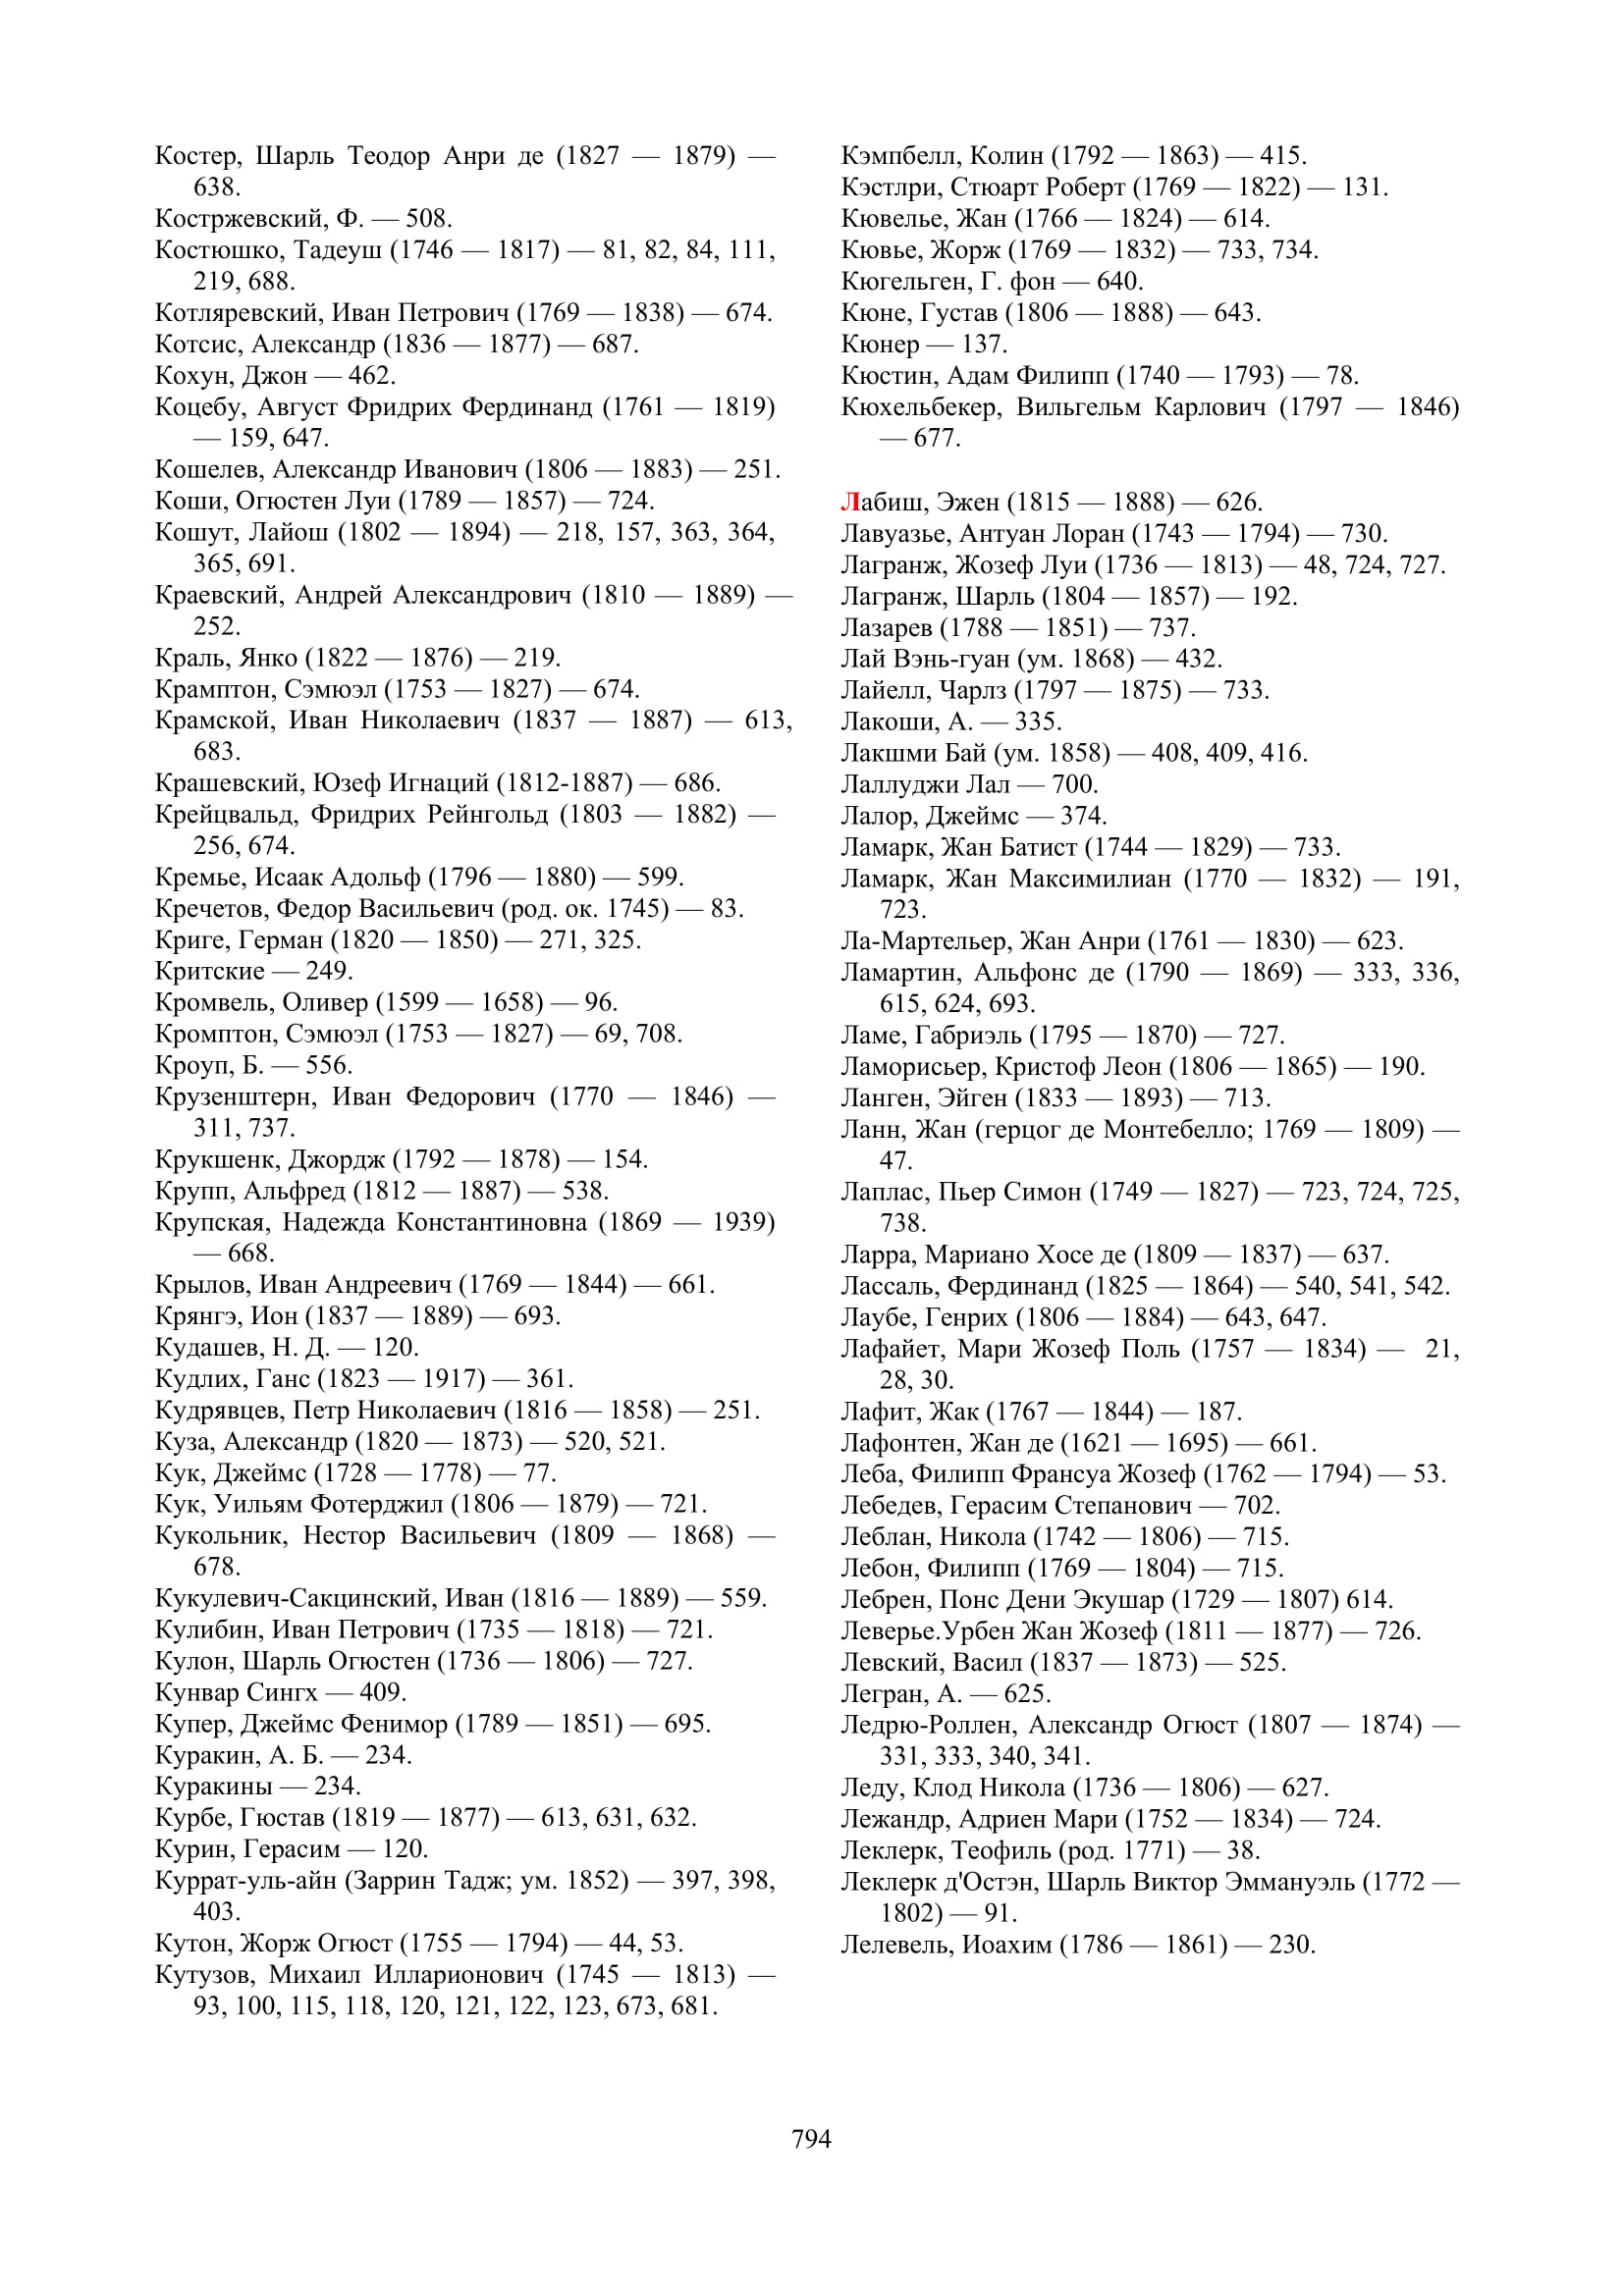 Костер, Шарль Теодор Анри де (1827 — 1879) —
638.
Костржевский, Ф. — 508.
Костюшко, Тадеуш (1746 — 1817) — 81, 82, 84, 111,
219, 688.
Котляревский, Иван Петрович (1769 — 1838) — 674.
Котсис, Александр (1836 — 1877) — 687.
Кохун, Джон — 462.
Коцебу, Август Фридрих Фердинанд (1761 — 1819)
— 159, 647.
Кошелев, Александр Иванович (1806 — 1883) — 251.
Коши, Огюстен Луи (1789 — 1857) — 724.
Кошут, Лайош (1802 — 1894) — 218, 157, 363, 364,
365, 691.
Краевский, Андрей Александрович (1810 — 1889) —
252.
Краль, Янко (1822 — 1876) — 219.
Крамптон, Сэмюэл (1753 — 1827) — 674.
Крамской, Иван Николаевич (1837 — 1887) — 613,
683.
Крашевский, Юзеф Игнаций (1812-1887) — 686.
Крейцвальд, Фридрих Рейнгольд (1803 — 1882) —
256, 674.
Кремье, Исаак Адольф (1796 — 1880) — 599.
Кречетов, Федор Васильевич (род. ок. 1745) — 83.
Криге, Герман (1820 — 1850) — 271, 325.
Критские — 249.
Кромвель, Оливер (1599 — 1658) — 96.
Кромптон, Сэмюэл (1753 — 1827) — 69, 708.
Кроуп, Б. — 556.
Крузенштерн, Иван Федорович (1770 — 1846) —
311, 737.
Крукшенк, Джордж (1792 — 1878) — 154.
Крупп, Альфред (1812 — 1887) — 538.
Крупская, Надежда Константиновна (1869 — 1939)
— 668.
Крылов, Иван Андреевич (1769 — 1844) — 661.
Крянгэ, Ион (1837 — 1889) — 693.
Кудашев, Н. Д. — 120.
Кудлих, Ганс (1823 — 1917) — 361.
Кудрявцев, Петр Николаевич (1816 — 1858) — 251.
Куза, Александр (1820 — 1873) — 520, 521.
Кук, Джеймс (1728 — 1778) — 77.
Кук, Уильям Фотерджил (1806 — 1879) — 721.
Кукольник, Нестор Васильевич (1809 — 1868) —
678.
Кукулевич-Сакцинский, Иван (1816 — 1889) — 559.
Кулибин, Иван Петрович (1735 — 1818) — 721.
Кулон, Шарль Огюстен (1736 — 1806) — 727.
Кунвар Сингх — 409.
Купер, Джеймс Фенимор (1789 — 1851) — 695.
Куракин, А. Б. — 234.
Куракины — 234.
Курбе, Гюстав (1819 — 1877) — 613, 631, 632.
Курин, Герасим — 120.
Куррат-уль-айн (Заррин Тадж; ум. 1852) — 397, 398,
403.
Кутон, Жорж Огюст (1755 — 1794) — 44, 53.
Кутузов, Михаил Илларионович (1745 — 1813) —
93, 100, 115, 118, 120, 121, 122, 123, 673, 681.
Кэмпбелл, Колин (1792 — 1863) — 415.
Кэстлри, Стюарт Роберт (1769 — 1822) — 131.
Кювелье, Жан (1766 — 1824) — 614.
Кювье, Жорж (1769 — 1832) — 733, 734.
Кюгельген, Г. фон — 640.
Кюне, Густав (1806 — 1888) — 643.
Кюнер — 137.
Кюстин, Адам Филипп (1740 — 1793) — 78.
Кюхельбекер, Вильгельм Карлович (1797 — 1846)
— 677.
Лабиш, Эжен (1815 — 1888) — 626.
Лавуазье, Антуан Лоран (1743 — 1794) — 730.
Лагранж, Жозеф Луи (1736 — 1813) — 48, 724, 727.
Лагранж, Шарль (1804 — 1857) — 192.
Лазарев (1788 — 1851) — 737.
Лай Вэнь-гуан (ум. 1868) — 432.
Лайелл, Чарлз (1797 — 1875) — 733.
Лакоши, А. — 335.
Лакшми Бай (ум. 1858) — 408, 409, 416.
Лаллуджи Лал — 700.
Лалор, Джеймс — 374.
Ламарк, Жан Батист (1744 — 1829) — 733.
Ламарк, Жан Максимилиан (1770 — 1832) — 191,
723.
Ла-Мартельер, Жан Анри (1761 — 1830) — 623.
Ламартин, Альфонс де (1790 — 1869) — 333, 336,
615, 624, 693.
Ламе, Габриэль (1795 — 1870) — 727.
Ламорисьер, Кристоф Леон (1806 — 1865) — 190.
Ланген, Эйген (1833 — 1893) — 713.
Ланн, Жан (герцог де Монтебелло; 1769 — 1809) —
47.
Лаплас, Пьер Симон (1749 — 1827) — 723, 724, 725,
738.
Ларра, Мариано Хосе де (1809 — 1837) — 637.
Лассаль, Фердинанд (1825 — 1864) — 540, 541, 542.
Лаубе, Генрих (1806 — 1884) — 643, 647.
Лафайет, Мари Жозеф Поль (1757 — 1834) — 21,
28, 30.
Лафит, Жак (1767 — 1844) — 187.
Лафонтен, Жан де (1621 — 1695) — 661.
Леба, Филипп Франсуа Жозеф (1762 — 1794) — 53.
Лебедев, Герасим Степанович — 702.
Леблан, Никола (1742 — 1806) — 715.
Лебон, Филипп (1769 — 1804) — 715.
Лебрен, Понс Дени Экушар (1729 — 1807) 614.
Леверье.Урбен Жан Жозеф (1811 — 1877) — 726.
Левский, Васил (1837 — 1873) — 525.
Легран, А. — 625.
Ледрю-Роллен, Александр Огюст (1807 — 1874) —
331, 333, 340, 341.
Леду, Клод Никола (1736 — 1806) — 627.
Лежандр, Адриен Мари (1752 — 1834) — 724.
Леклерк, Теофиль (род. 1771) — 38.
Леклерк д'Остэн, Шарль Виктор Эммануэль (1772 —
1802) — 91.
Лелевель, Иоахим (1786 — 1861) — 230.
794